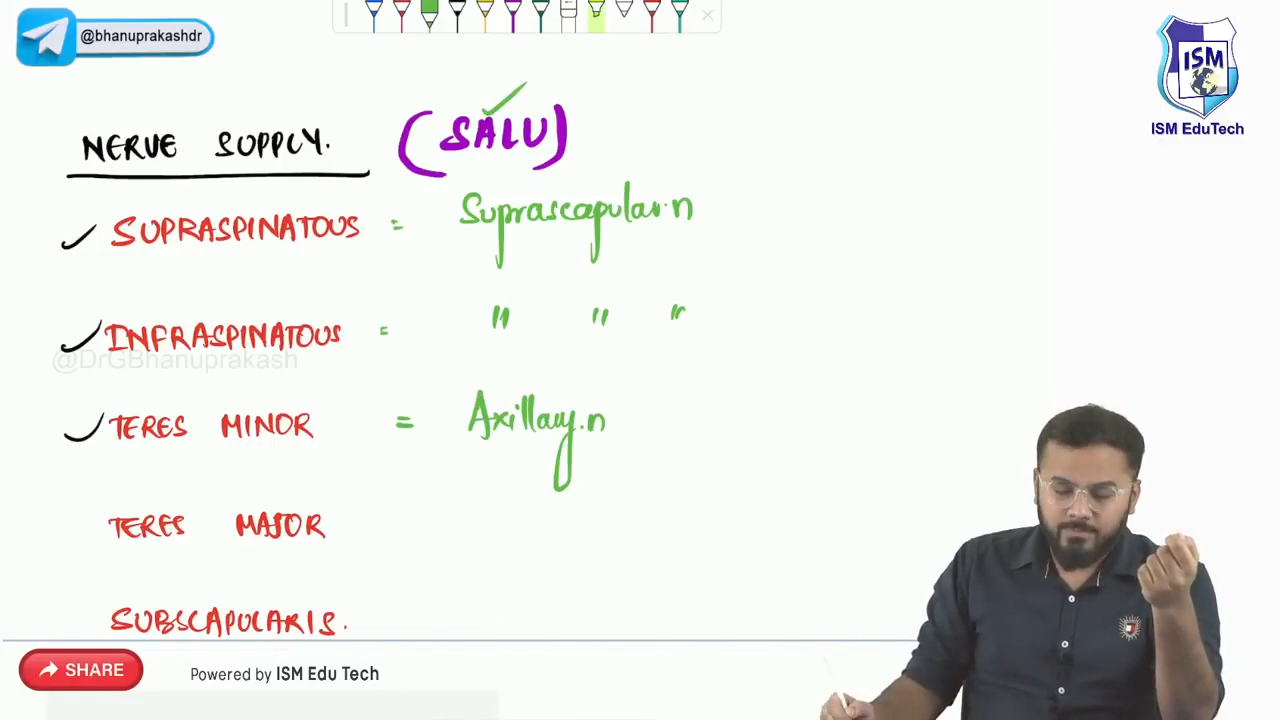 @bhanuprakashdr
ISM
ISM EduTech
NERVE SUPPLY. (SALU)
SUPRASPINATOUS = Suprascapular.n
INFRASPINATOUS = " " "
@DrGBhanuprakash
TERES MINOR = Axillary.n
TERES MAJOR
SUBSCAPULARIS.
SHARE
Powered by ISM Edu Tech